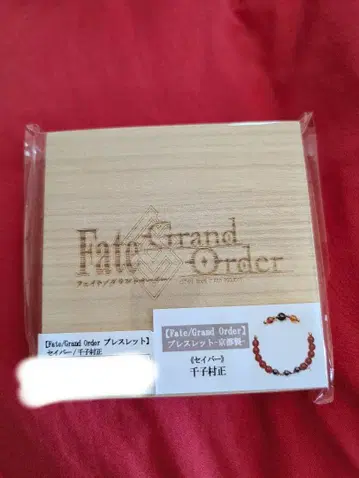 Fate Grand Order
フェイト/グランドオーダー
【Fate/Grand Order ブレスレット】
セイバー/千子村正
【Fate/Grand Order】
ブレスレット-京都製-
《セイバー》
千子村正